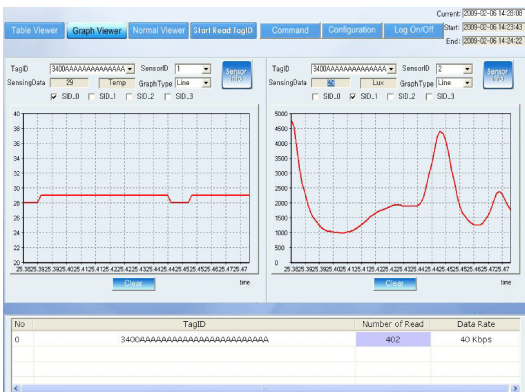 Current: 2009-02-06 14:28:08
Table Viewer Graph Viewer Normal Viewer Start Read TagID Command Configuration Log On/Off Start: 2009-02-06 14:23:43
End: 2009-02-06 14:24:22
TagID 3400AAAAAAAAAAAAAA SensorID 1 Sensor Info
SensingData 29 Temp GraphType Line
SID_0 SID_1 SID_2 SID_3
TagID 3400AAAAAAAAAAAAAA SensorID 2 Sensor Info
SensingData Lux GraphType Line
SID_0 SID_1 SID_2 SID_3
40
38
36
34
32
30
28
26
24
22
20
Clear time
5000
4500
4000
3500
3000
2500
2000
1500
1000
500
0
Clear time
No TagID Number of Read Data Rate
0 3400AAAAAAAAAAAAAAAAAAAAAAAA 402 40 Kbps